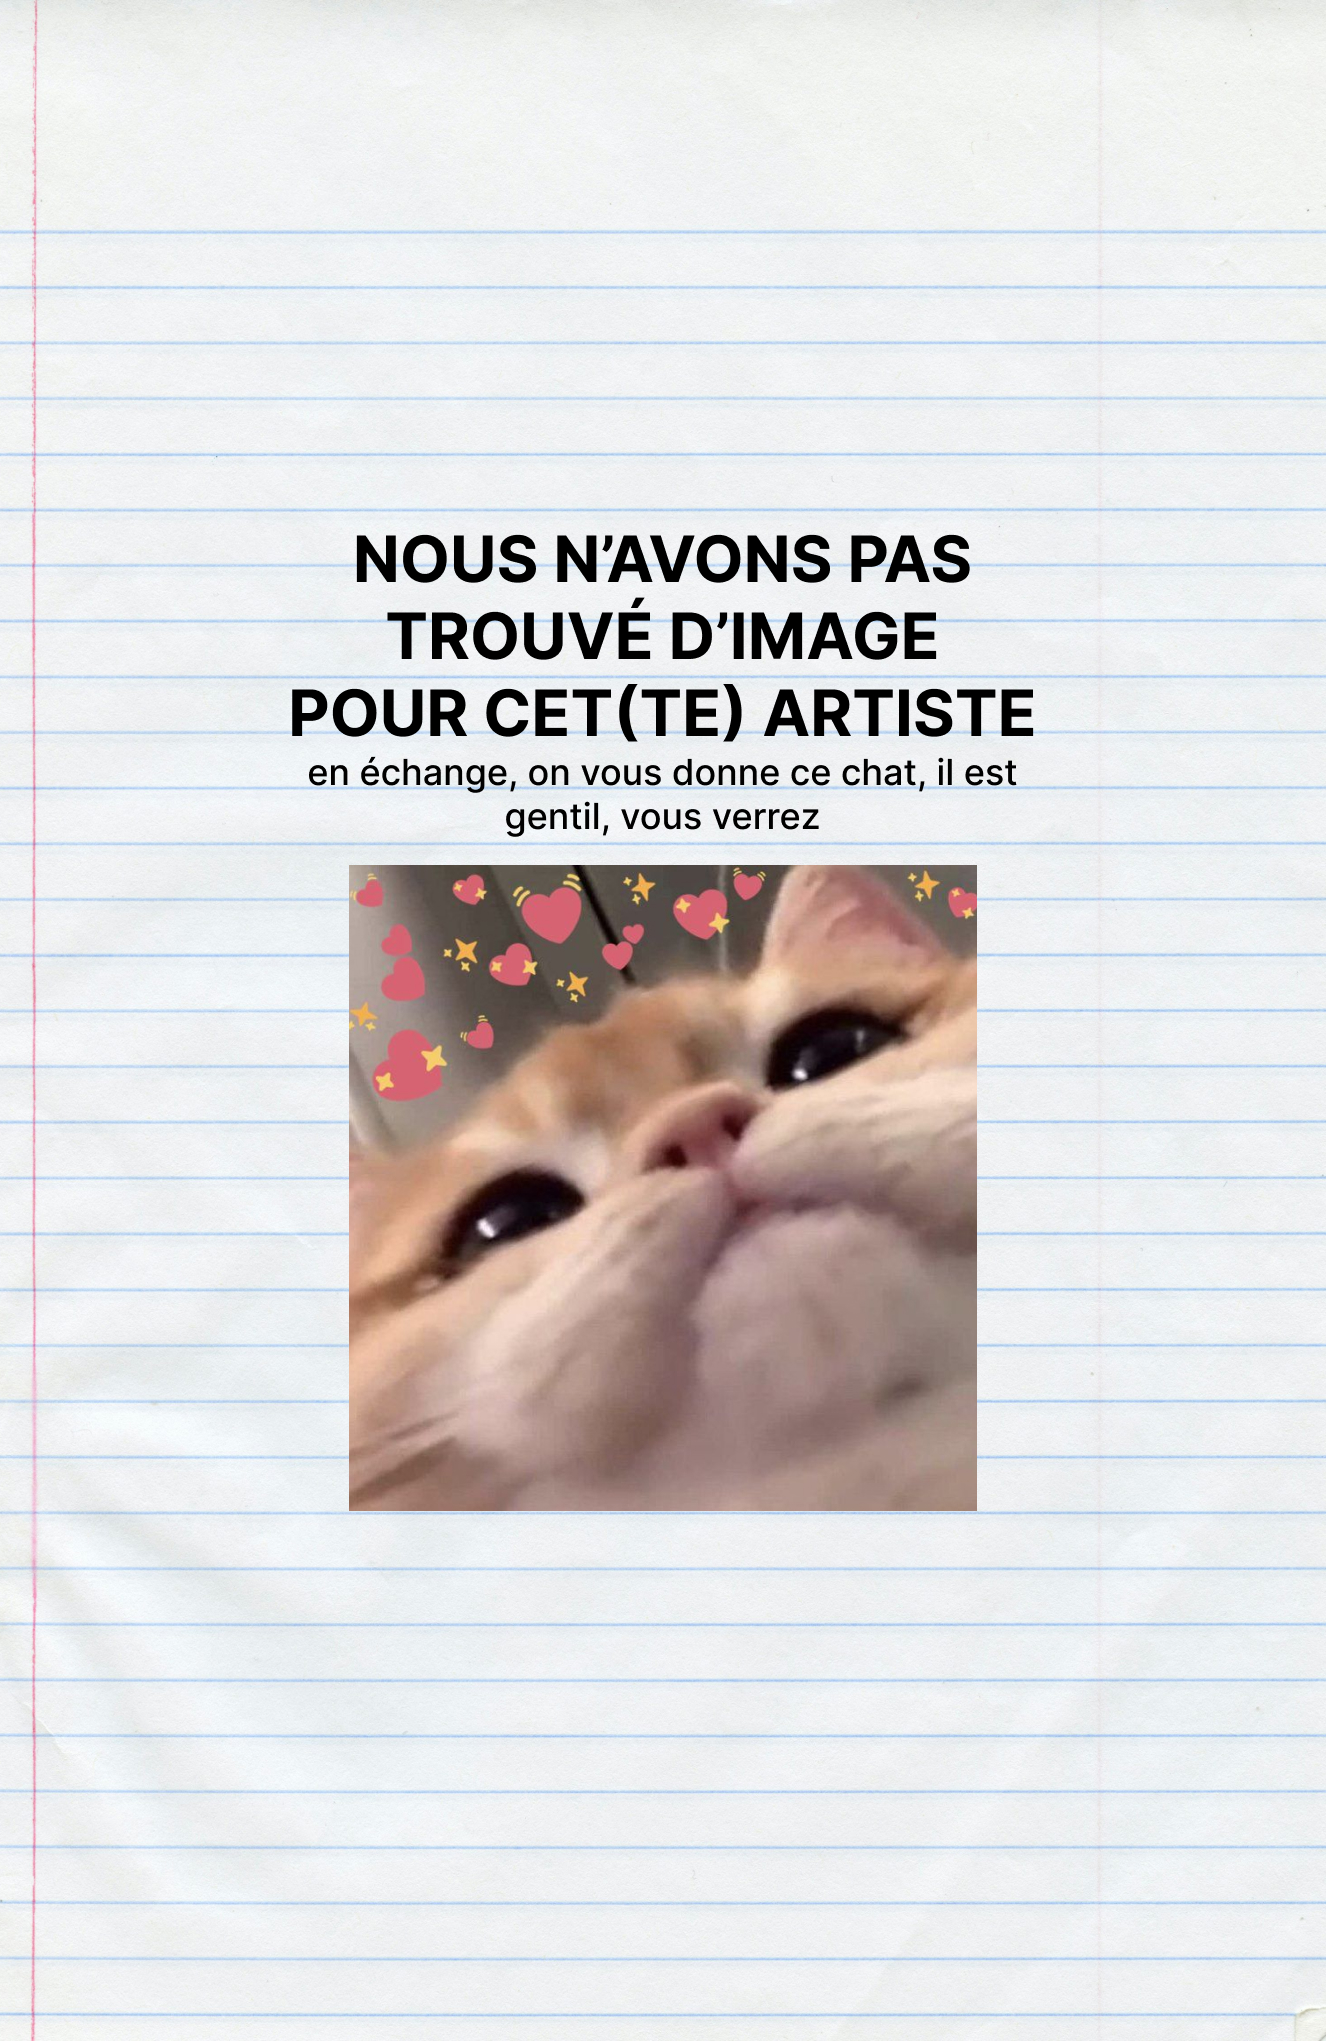 NOUS N’AVONS PAS
TROUVÉ D’IMAGE
POUR CET(TE) ARTISTE
en échange, on vous donne ce chat, il est
gentil, vous verrez